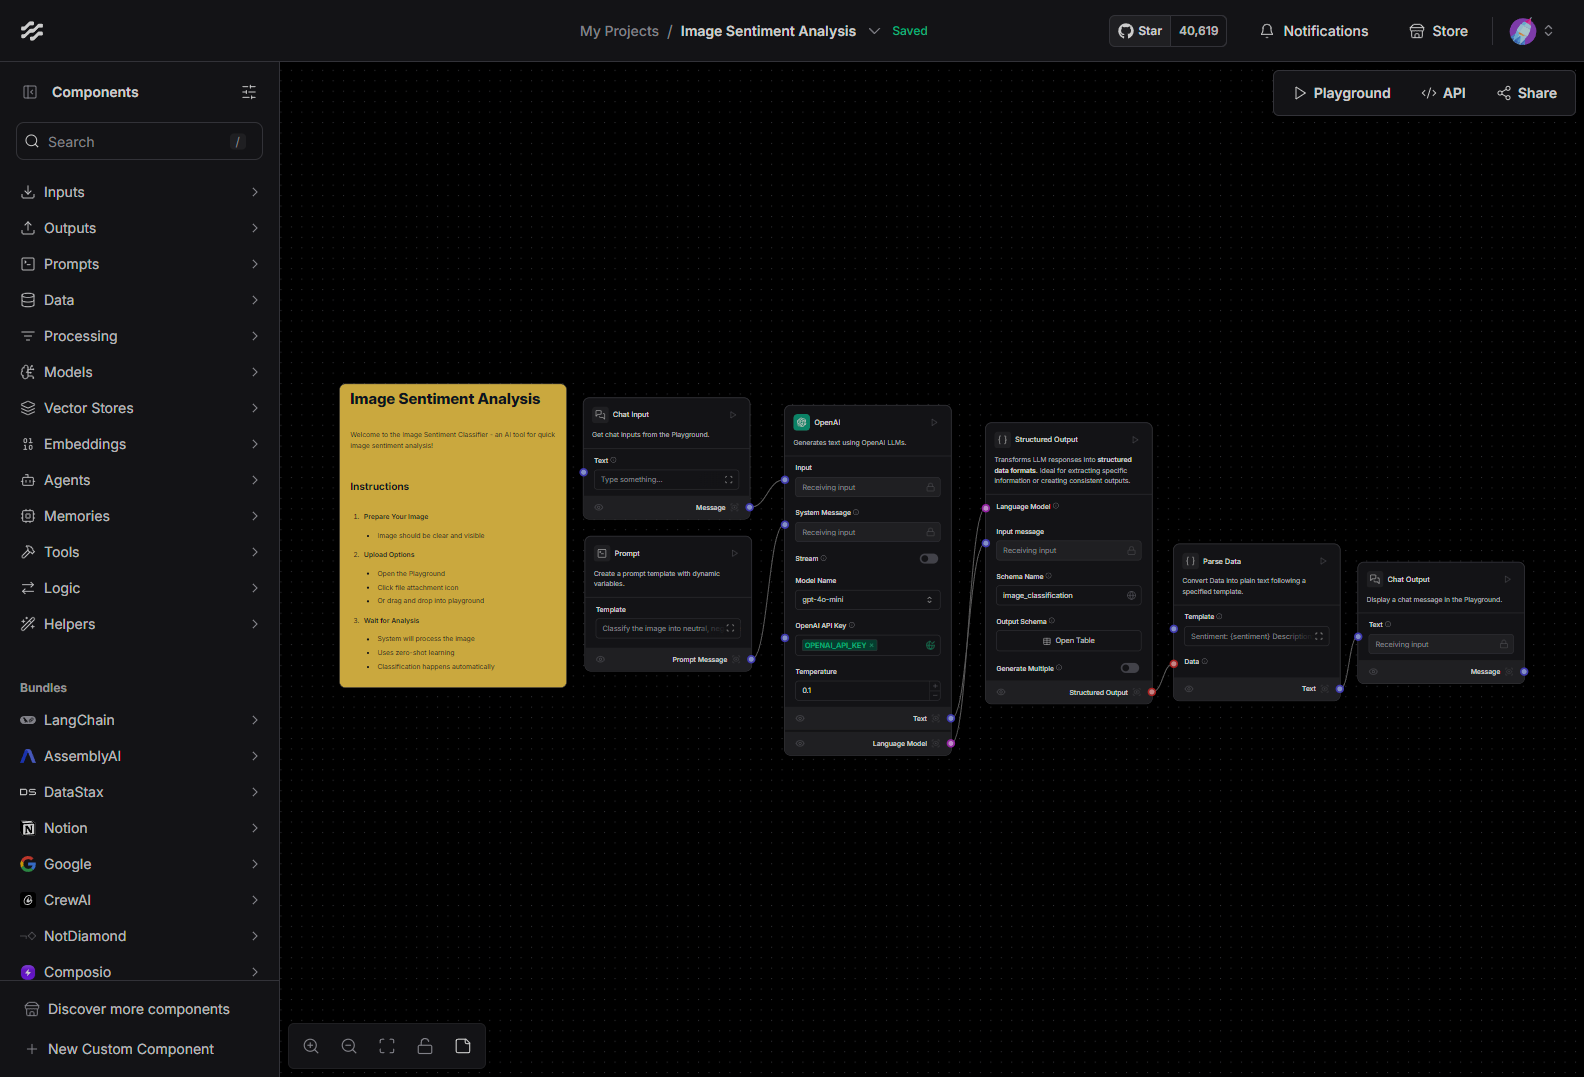 My Projects / Image Sentiment Analysis Saved
Star 40,619
Notifications
Store
Components
Search /
Inputs
Outputs
Prompts
Data
Processing
Models
Vector Stores
Embeddings
Agents
Memories
Tools
Logic
Helpers
Bundles
LangChain
AssemblyAI
DS DataStax
Notion
Google
CrewAI
NotDiamond
Composio
Discover more components
New Custom Component
Playground
API
Share
Image Sentiment Analysis
Welcome to the Image Sentiment Classifier - an AI tool for quick
image sentiment analysis!
Instructions
1. Prepare Your Image
Image should be clear and visible
2. Upload Options
Open the Playground
Click file attachment icon
Or drag and drop into playground
3. Wait for Analysis
System will process the image
Uses zero-shot learning
Classification happens automatically
Chat Input
Get chat inputs from the Playground.
Text
Type something...
Message
Prompt
Create a prompt template with dynamic
variables.
Template
Classify the image into neutral, neg
Prompt Message
OpenAI
Generates text using OpenAI LLMs.
Input
Receiving input
System Message
Receiving input
Stream
Model Name
gpt-4o-mini
OpenAI API Key
OPENAI_API_KEY ×
Temperature
0.1
Text
Language Model
Structured Output
Transforms LLM responses into structured
data formats. Ideal for extracting specific
information or creating consistent outputs.
Language Model
Input message
Receiving input
Schema Name
image_classification
Output Schema
Open Table
Generate Multiple
Structured Output
Parse Data
Convert Data into plain text following a
specified template.
Template
Sentiment: {sentiment} Description
Data
Text
Chat Output
Display a chat message in the Playground.
Text
Receiving input
Message